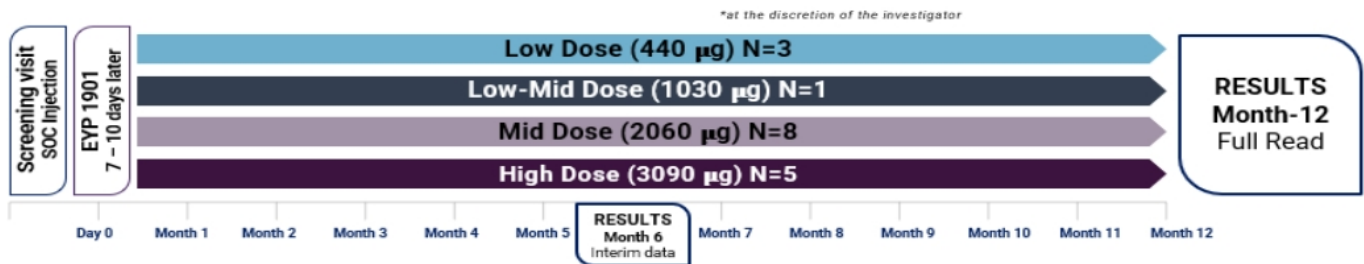 *at the discretion of the investigator
Screening visit
SOC Injection
EYP 1901
7 – 10 days later
Low Dose (440 µg) N=3
Low-Mid Dose (1030 µg) N=1
Mid Dose (2060 µg) N=8
High Dose (3090 µg) N=5
RESULTS
Month-12
Full Read
Day 0
Month 1
Month 2
Month 3
Month 4
Month 5
RESULTS
Month 6
Interim data
Month 7
Month 8
Month 9
Month 10
Month 11
Month 12